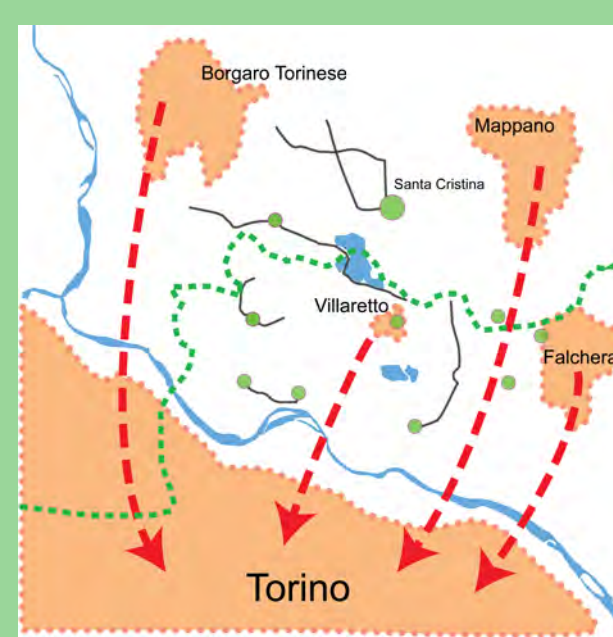 Borgaro Torinese
Mappano
Santa Cristina
Villaretto
Falchera
Torino